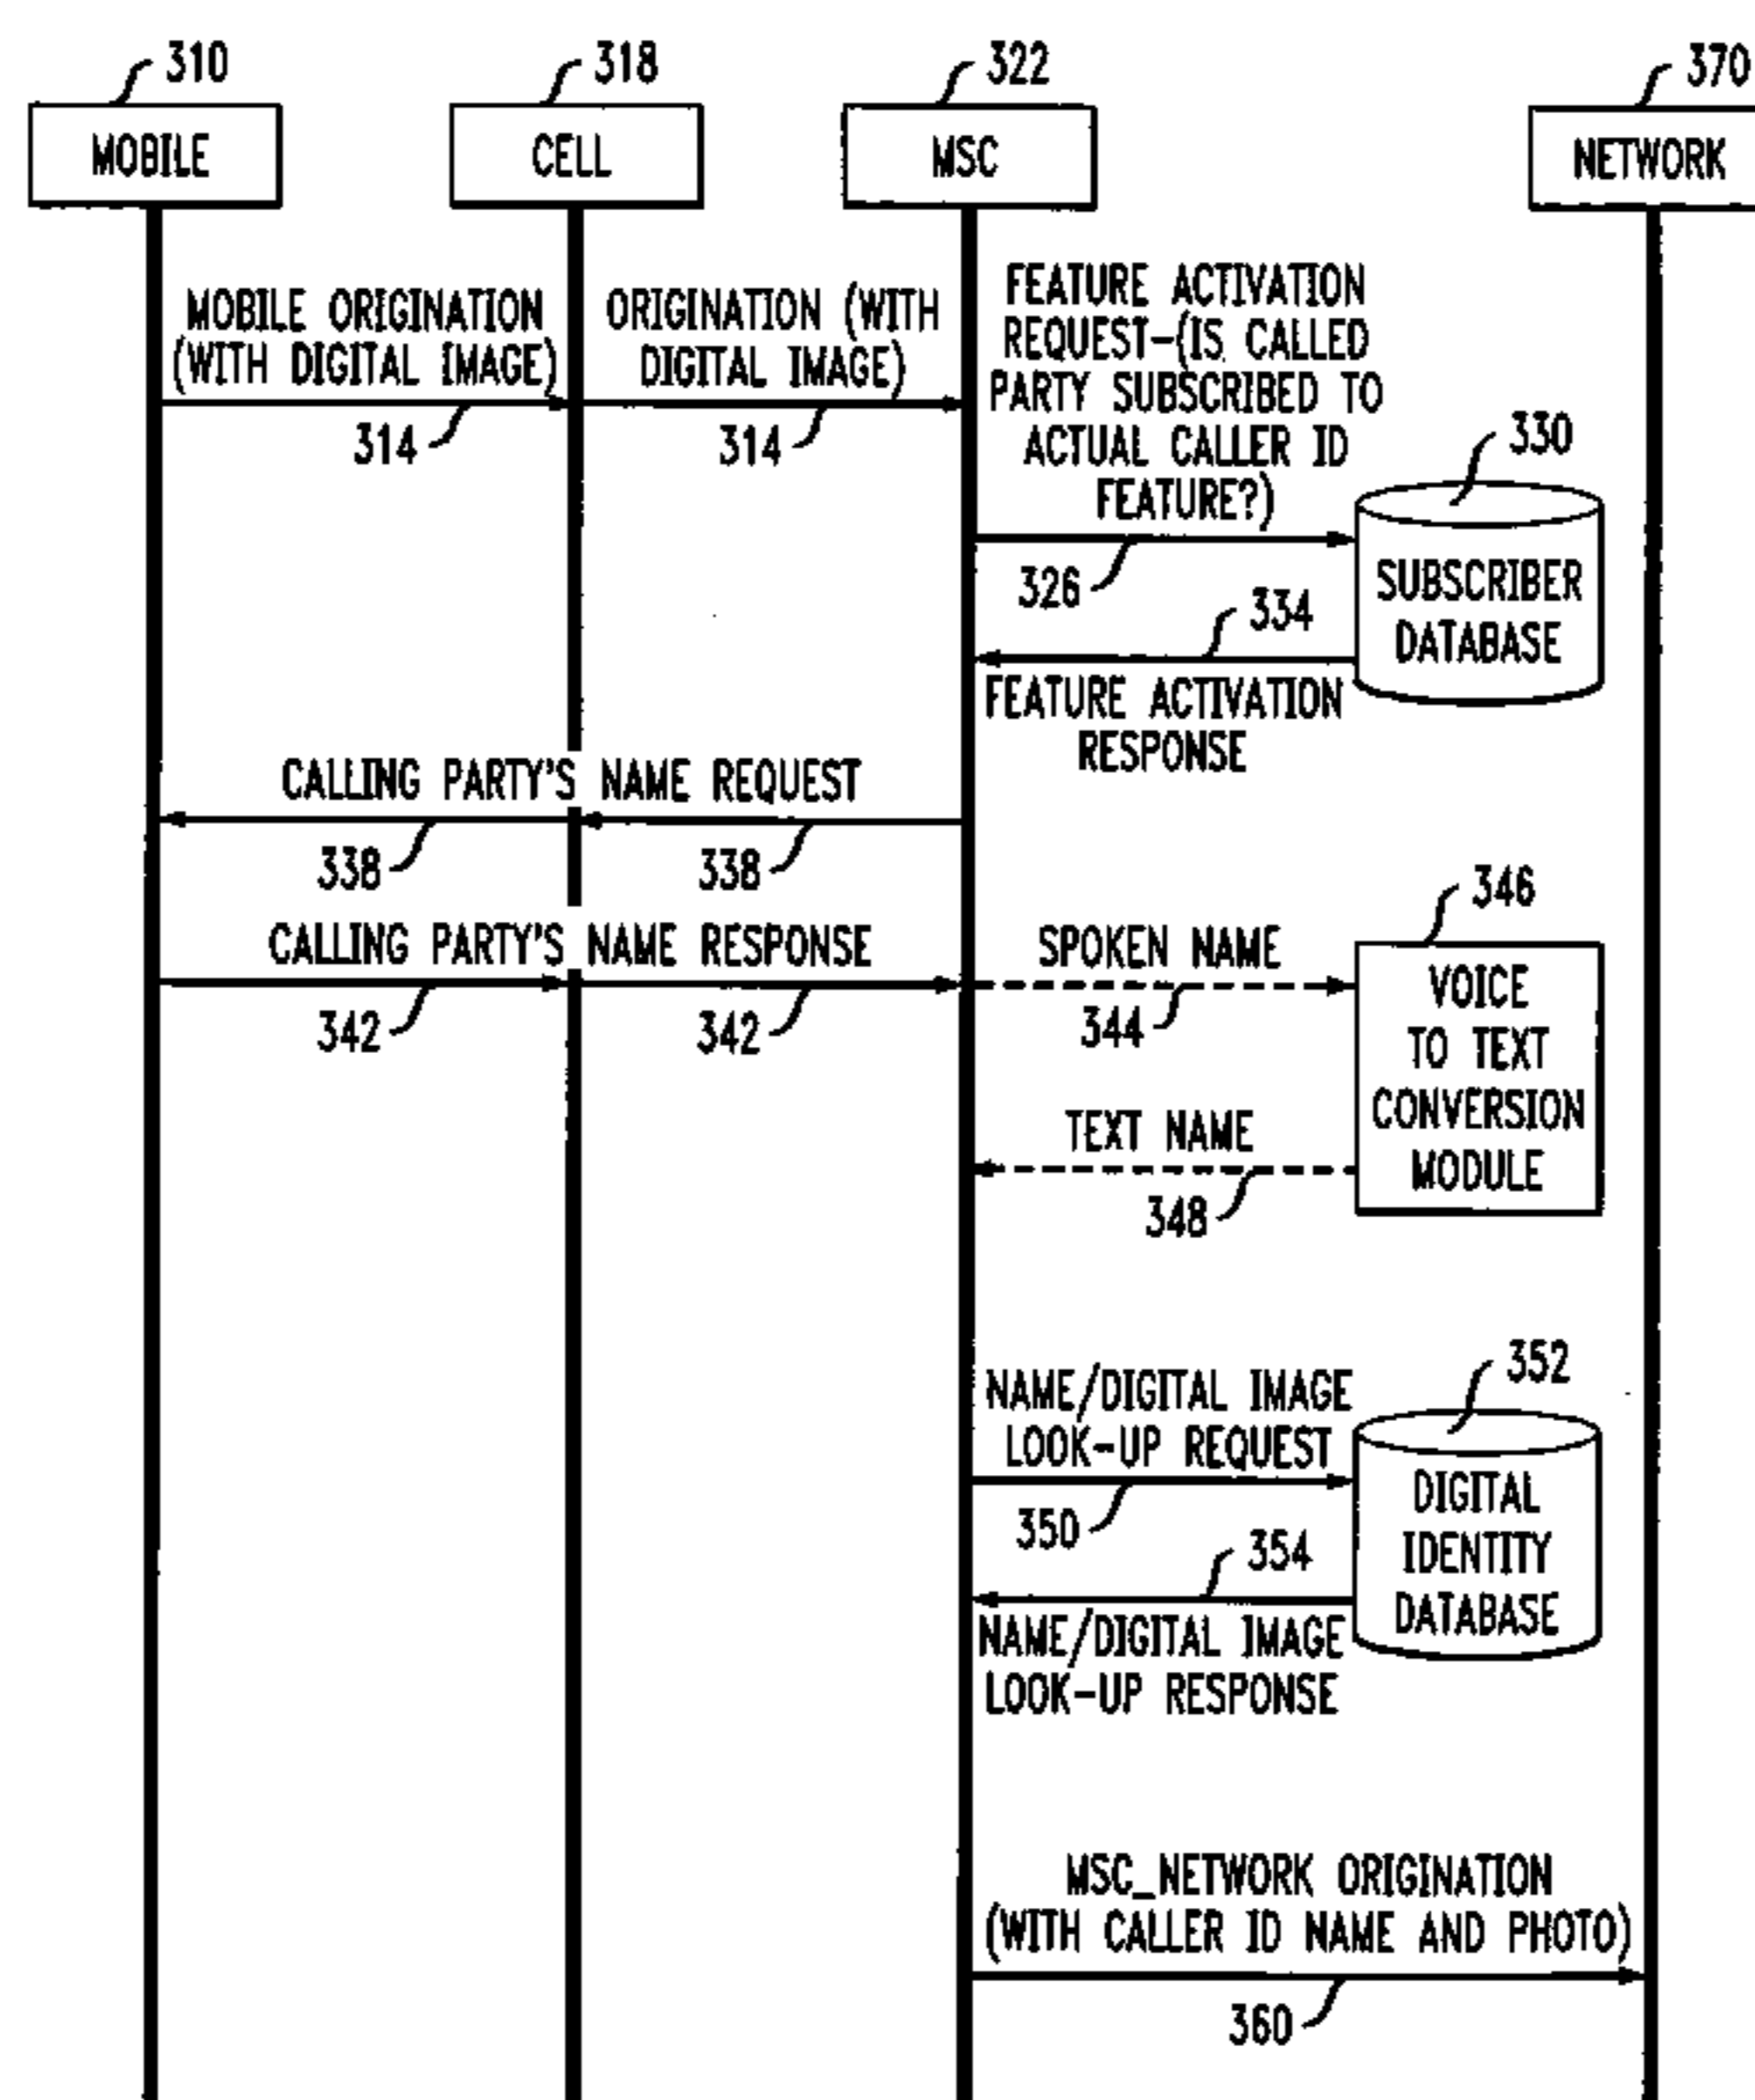 310
318
322
370
MOBILE
CELL
MSC
NETWORK
MOBILE ORIGINATION
(WITH DIGITAL IMAGE)
314
ORIGINATION (WITH
DIGITAL IMAGE)
314
FEATURE ACTIVATION
REQUEST-(IS CALLED
PARTY SUBSCRIBED TO
ACTUAL CALLER ID
FEATURE?)
326
330
SUBSCRIBER
DATABASE
334
FEATURE ACTIVATION
RESPONSE
CALLING PARTY'S NAME REQUEST
338
338
CALLING PARTY'S NAME RESPONSE
342
342
SPOKEN NAME
344
346
VOICE
TO TEXT
CONVERSION
MODULE
TEXT NAME
348
NAME/DIGITAL IMAGE
LOOK-UP REQUEST
350
352
DIGITAL
IDENTITY
DATABASE
354
NAME/DIGITAL IMAGE
LOOK-UP RESPONSE
MSC_NETWORK ORIGINATION
(WITH CALLER ID NAME AND PHOTO)
360